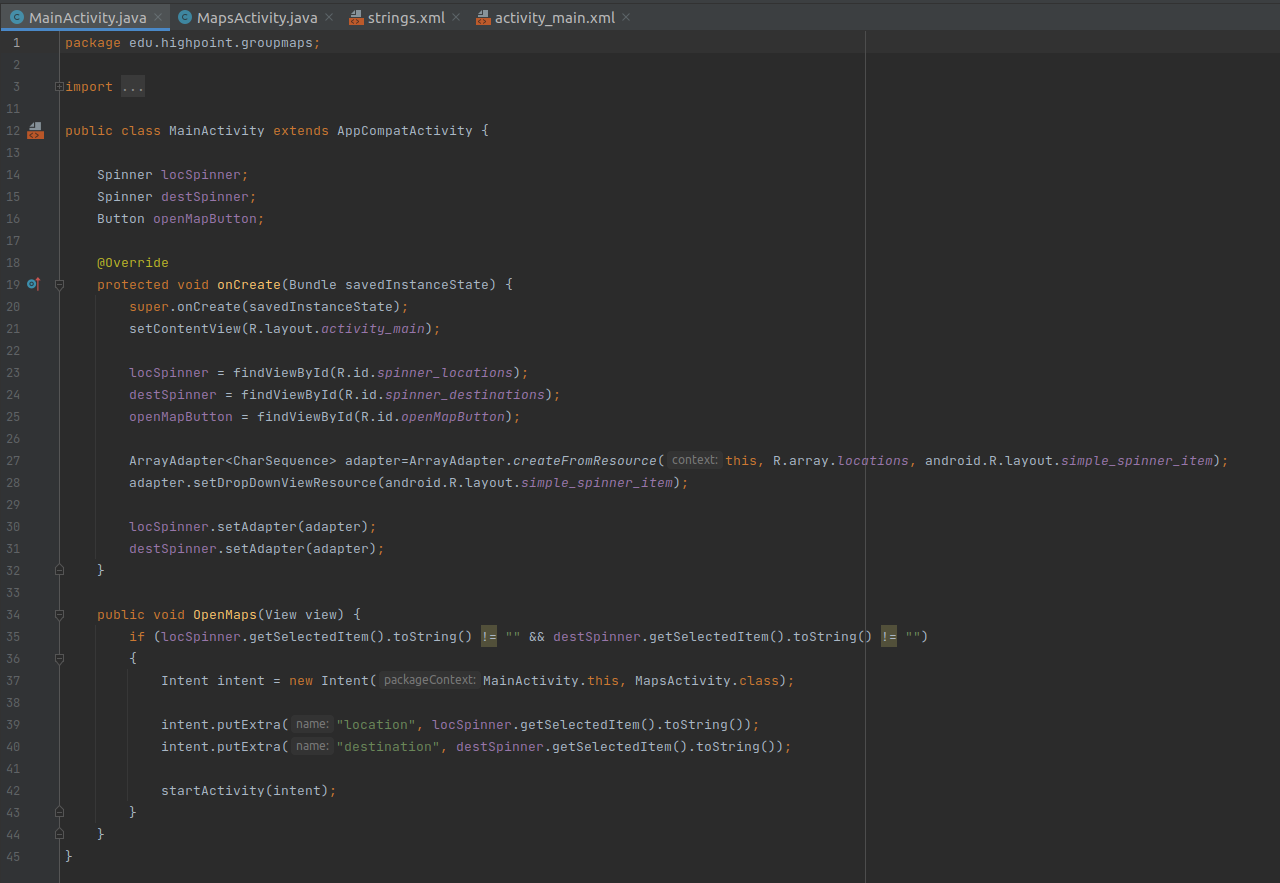 MainActivity.java MapsActivity.java strings.xml activity_main.xml
1 package edu.highpoint.groupmaps;
2
3 import ...
11
12 public class MainActivity extends AppCompatActivity {
13
14 Spinner locSpinner;
15 Spinner destSpinner;
16 Button openMapButton;
17
18 @Override
19 protected void onCreate(Bundle savedInstanceState) {
20 super.onCreate(savedInstanceState);
21 setContentView(R.layout.activity_main);
22
23 locSpinner = findViewById(R.id.spinner_locations);
24 destSpinner = findViewById(R.id.spinner_destinations);
25 openMapButton = findViewById(R.id.openMapButton);
26
27 ArrayAdapter<CharSequence> adapter=ArrayAdapter.createFromResource( context: this, R.array.locations, android.R.layout.simple_spinner_item);
28 adapter.setDropDownViewResource(android.R.layout.simple_spinner_item);
29
30 locSpinner.setAdapter(adapter);
31 destSpinner.setAdapter(adapter);
32 }
33
34 public void OpenMaps(View view) {
35 if (locSpinner.getSelectedItem().toString() != "" && destSpinner.getSelectedItem().toString() != "")
36 {
37 Intent intent = new Intent( packageContext: MainActivity.this, MapsActivity.class);
38
39 intent.putExtra( name: "location", locSpinner.getSelectedItem().toString());
40 intent.putExtra( name: "destination", destSpinner.getSelectedItem().toString());
41
42 startActivity(intent);
43 }
44 }
45 }